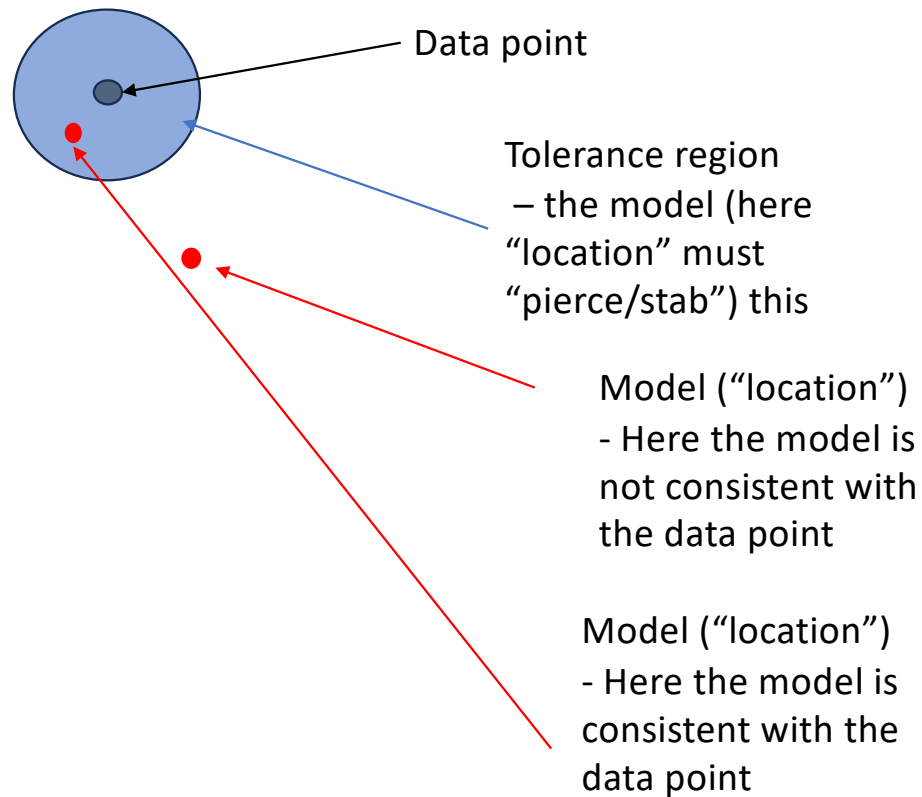 Data point
Tolerance region
– the model (here
“location” must
“pierce/stab”) this
Model (“location”)
- Here the model is
not consistent with
the data point
Model (“location”)
- Here the model is
consistent with the
data point